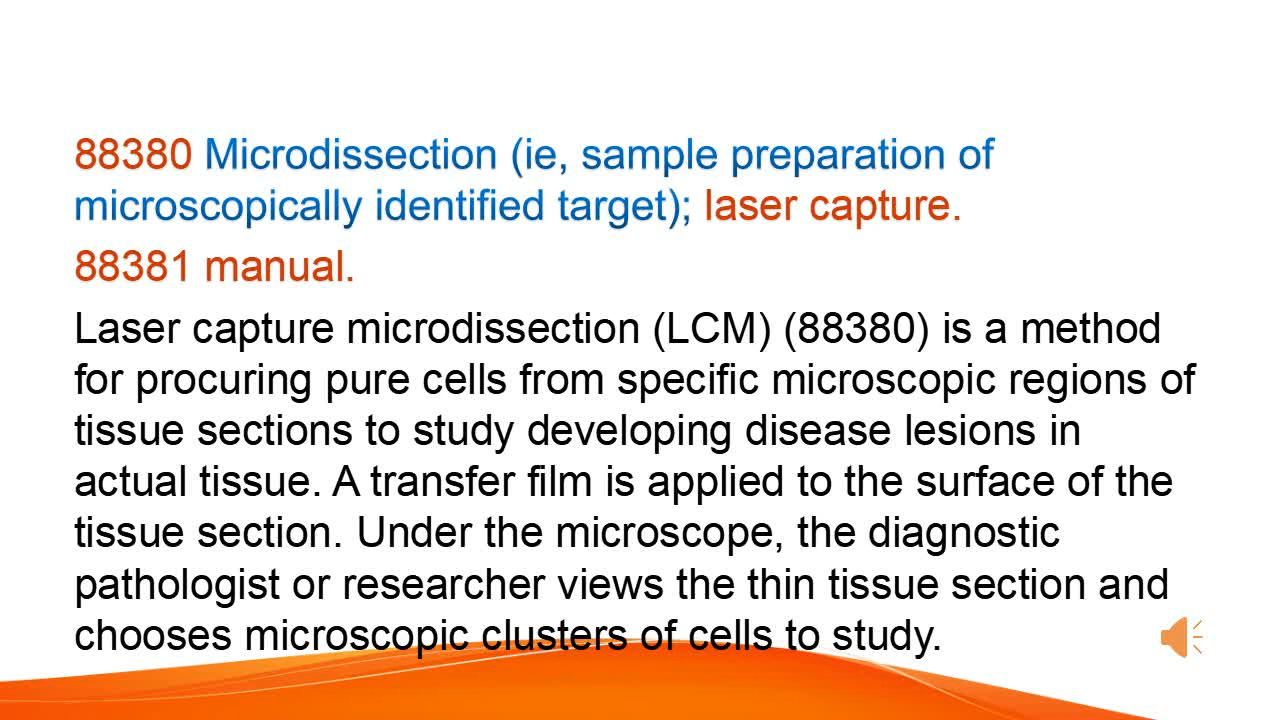 88380 Microdissection (ie, sample preparation of
microscopically identified target); laser capture.
88381 manual.
Laser capture microdissection (LCM) (88380) is a method
for procuring pure cells from specific microscopic regions of
tissue sections to study developing disease lesions in
actual tissue. A transfer film is applied to the surface of the
tissue section. Under the microscope, the diagnostic
pathologist or researcher views the thin tissue section and
chooses microscopic clusters of cells to study.